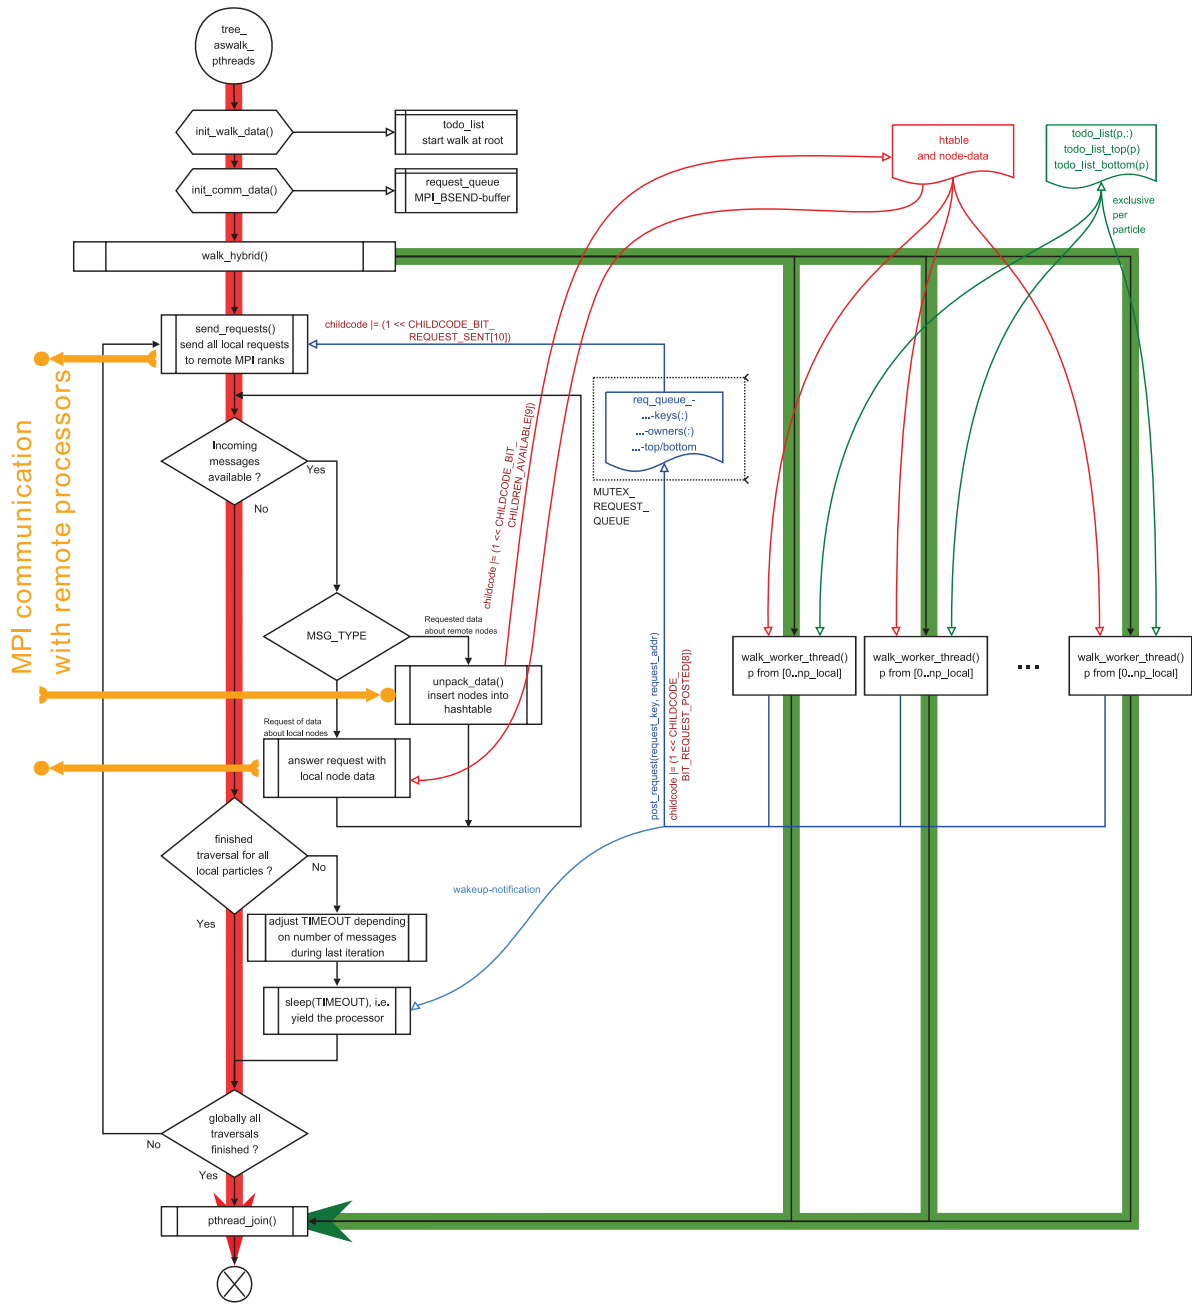 tree_
aswalk_
pthreads
init_walk_data()
todo_list
start walk at root
init_comm_data()
request_queue
MPI_BSEND-buffer
walk_hybrid()
htable
and node-data
todo_list(p,:)
todo_list_top(p)
todo_list_bottom(p)
exclusive
per
particle
send_requests()
send all local requests
to remote MPI ranks
childcode |= (1 << CHILDCODE_BIT_
REQUEST_SENT[10])
MPI communication
with remote processors
Incoming
messages
available ?
Yes
No
req_queue_-
...-keys(:)
...-owners(:)
...-top/bottom
MUTEX_
REQUEST_
QUEUE
childcode |= (1 << CHILDCODE_BIT_
CHILDREN_AVAILABLE[9])
MSG_TYPE
Requested data
about remote nodes
unpack_data()
insert nodes into
hashtable
Request of data
about local nodes
answer request with
local node data
post_request(request_key, request_addr)
childcode |= (1 << CHILDCODE_
BIT_REQUEST_POSTED[8])
walk_worker_thread()
p from [0..np_local]
walk_worker_thread()
p from [0..np_local]
...
walk_worker_thread()
p from [0..np_local]
finished
traversal for all
local particles ?
No
Yes
wakeup-notification
adjust TIMEOUT depending
on number of messages
during last iteration
sleep(TIMEOUT), i.e.
yield the processor
globally all
traversals
finished ?
No
Yes
pthread_join()